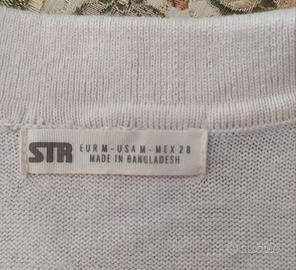 STR
EUR M - USA M - MEX 28
MADE IN BANGLADESH